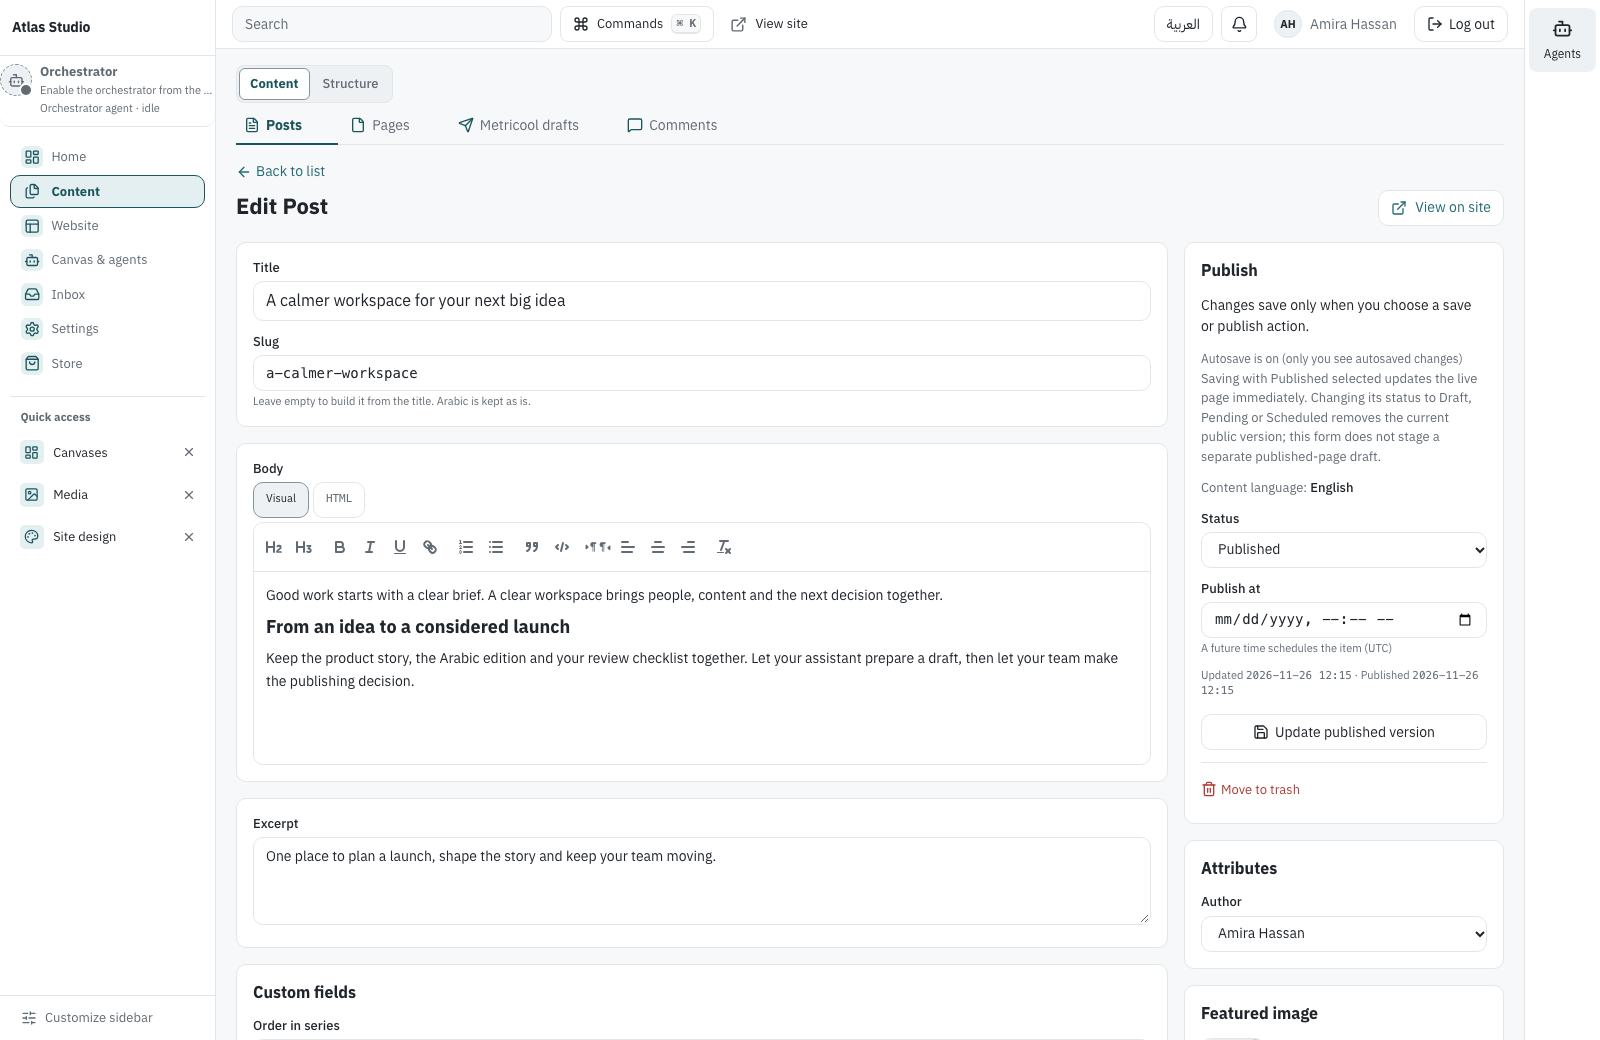 Atlas Studio
Orchestrator
Enable the orchestrator from the ...
Orchestrator agent · idle
Home
Content
Website
Canvas & agents
Inbox
Settings
Store
Quick access
Canvases
Media
Site design
Customize sidebar
Search
Commands ⌘ K
View site
العربية
AH Amira Hassan
Log out
Agents
Content Structure
Posts Pages Metricool drafts Comments
Back to list
Edit Post
View on site
Title
A calmer workspace for your next big idea
Slug
a-calmer-workspace
Leave empty to build it from the title. Arabic is kept as is.
Body
Visual HTML
H2 H3 B I U
Good work starts with a clear brief. A clear workspace brings people, content and the next decision together.
From an idea to a considered launch
Keep the product story, the Arabic edition and your review checklist together. Let your assistant prepare a draft, then let your team make
the publishing decision.
Excerpt
One place to plan a launch, shape the story and keep your team moving.
Custom fields
Order in series
Publish
Changes save only when you choose a save
or publish action.
Autosave is on (only you see autosaved changes)
Saving with Published selected updates the live
page immediately. Changing its status to Draft,
Pending or Scheduled removes the current
public version; this form does not stage a
separate published-page draft.
Content language: English
Status
Published
Publish at
mm/dd/yyyy, --:-- --
A future time schedules the item (UTC)
Updated 2026-11-26 12:15 · Published 2026-11-26
12:15
Update published version
Move to trash
Attributes
Author
Amira Hassan
Featured image